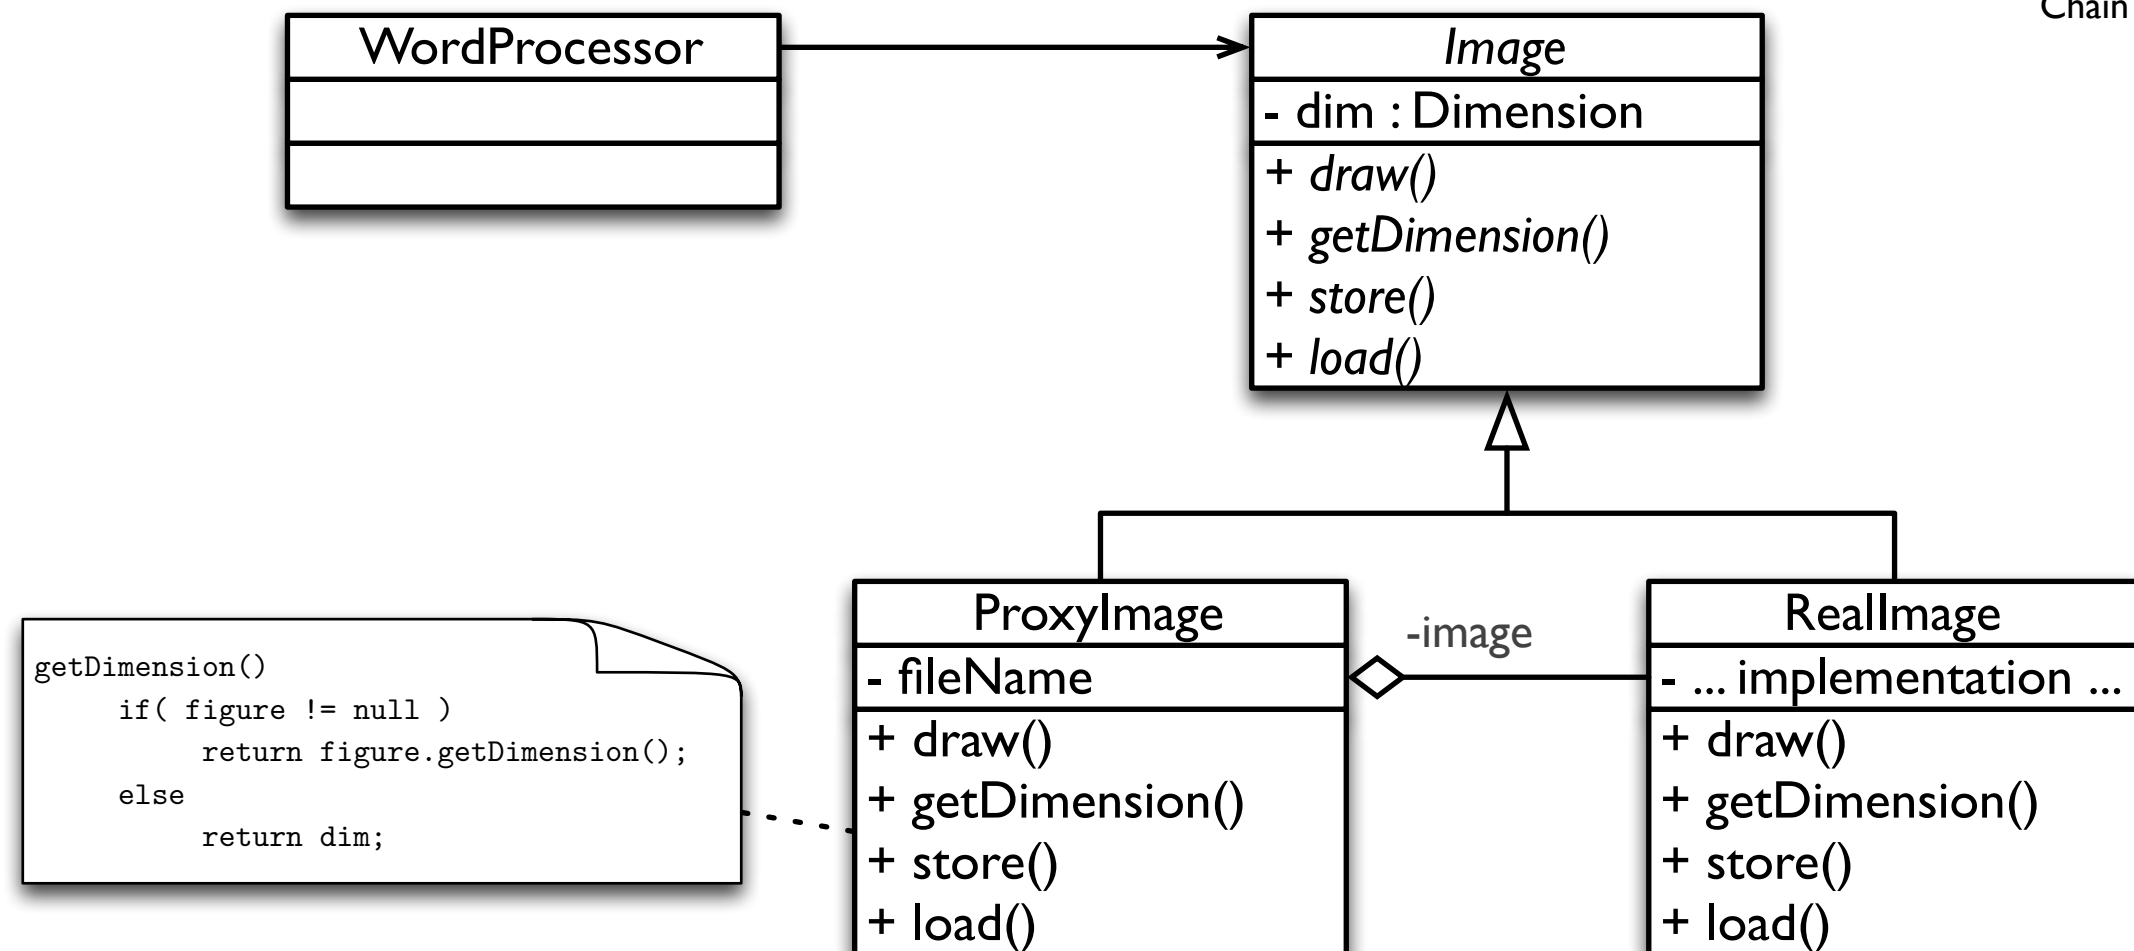 Chain
WordProcessor
Image
- dim : Dimension
+ draw()
+ getDimension()
+ store()
+ load()
getDimension()
if( figure != null )
return figure.getDimension();
else
return dim;
ProxyImage
- fileName
+ draw()
+ getDimension()
+ store()
+ load()
-image
RealImage
- ... implementation ...
+ draw()
+ getDimension()
+ store()
+ load()